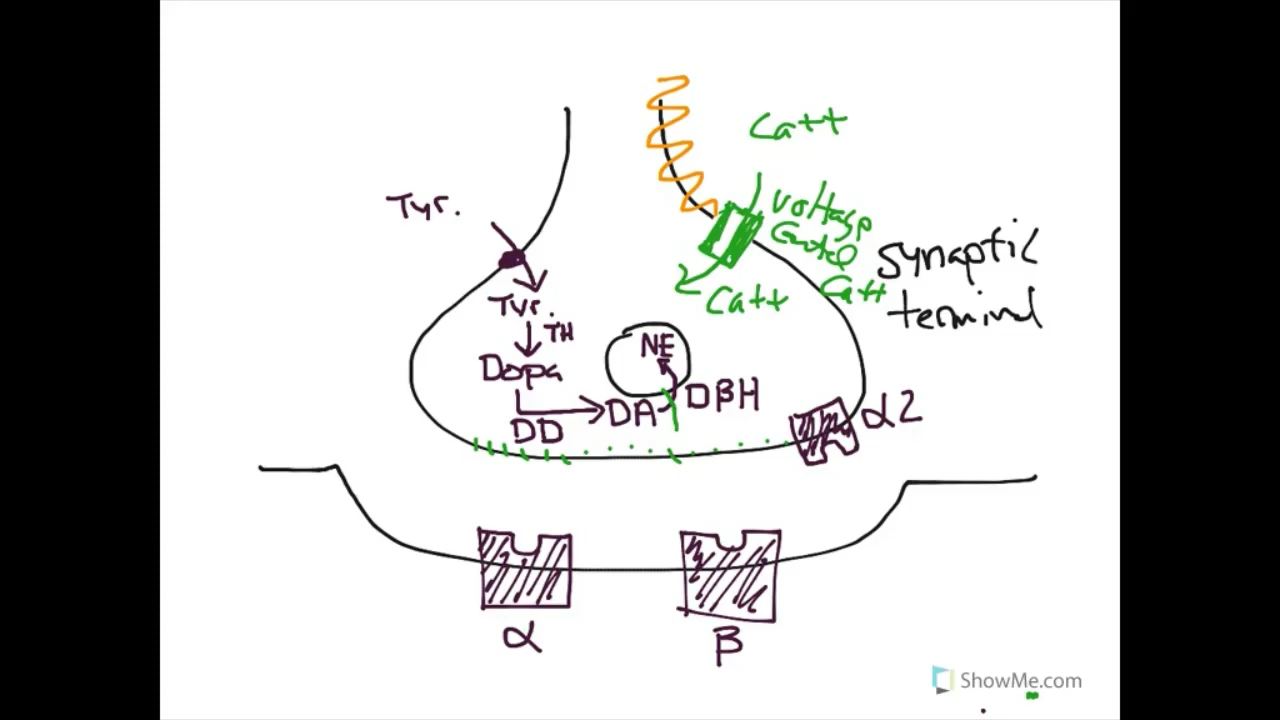 Ca++
Tyr.
voltage
Gated
Ca++
synaptic
terminal
Tyr.
Ca++
TH
NE
Dopa
DA
DβH
DD
α2
α
β
ShowMe.com